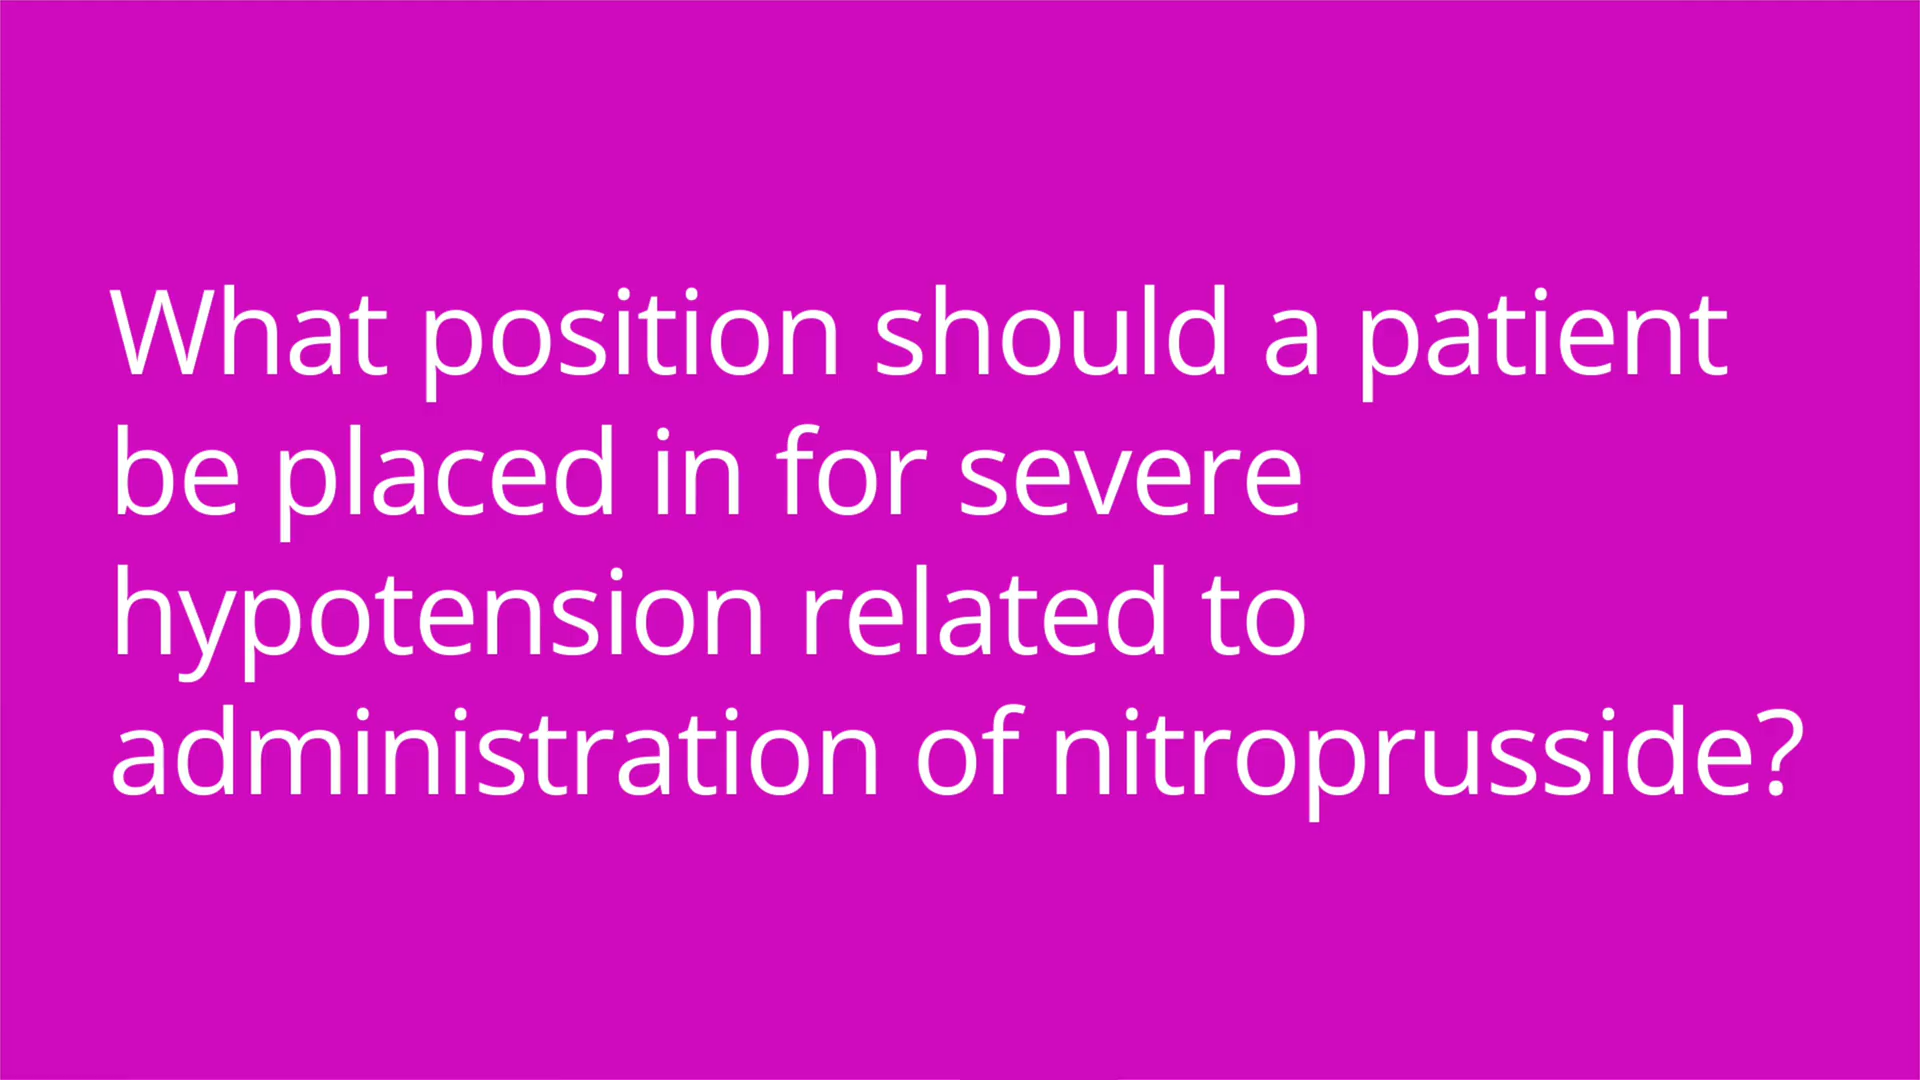 What position should a patient
be placed in for severe
hypotension related to
administration of nitroprusside?